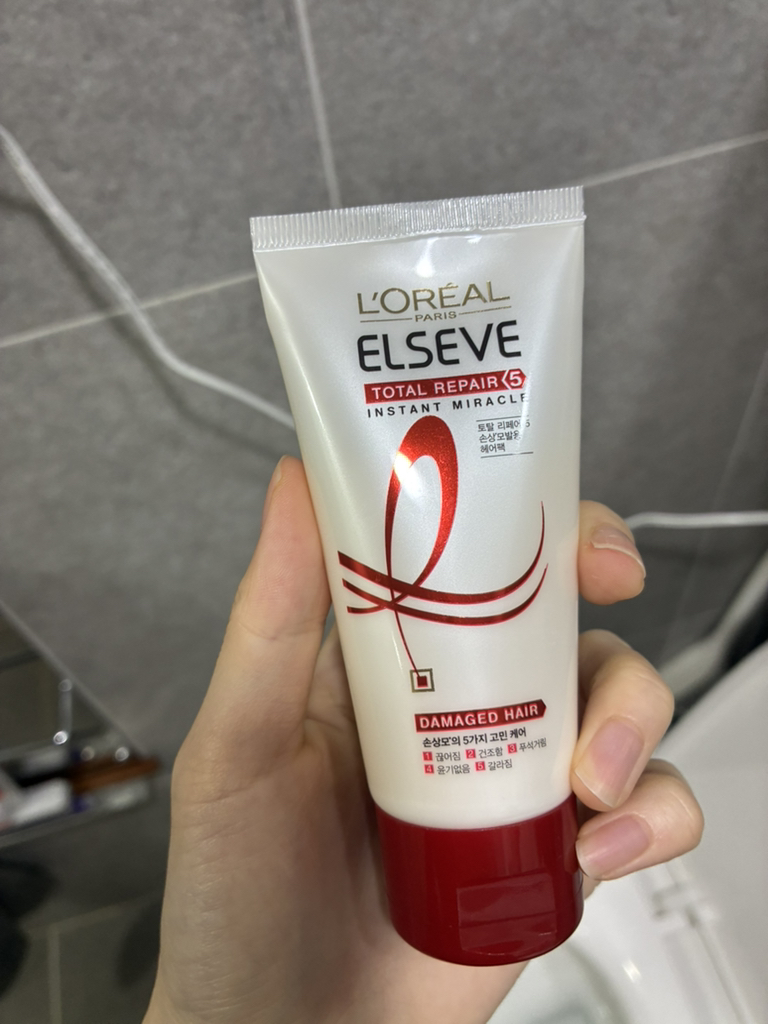 L'ORÉAL
PARIS
ELSEVE
TOTAL REPAIR 5
INSTANT MIRACLE
토탈 리페어 5
손상모발용
헤어팩
DAMAGED HAIR
손상모*의 5가지 고민 케어
1 끊어짐 2 건조함 3 푸석거림
4 윤기없음 5 갈라짐